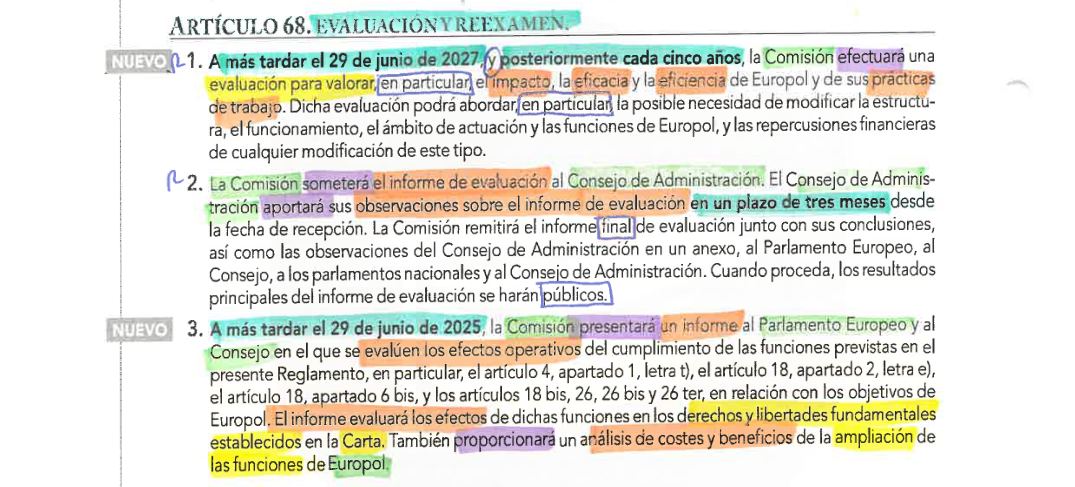 ARTÍCULO 68. EVALUACIÓN Y REEXAMEN.
NUEVO 1. A más tardar el 29 de junio de 2027 y posteriormente cada cinco años, la Comisión efectuará una
evaluación para valorar, en particular, el impacto, la eficacia y la eficiencia de Europol y de sus prácticas
de trabajo. Dicha evaluación podrá abordar, en particular, la posible necesidad de modificar la estructu-
ra, el funcionamiento, el ámbito de actuación y las funciones de Europol, y las repercusiones financieras
de cualquier modificación de este tipo.
2. La Comisión someterá el informe de evaluación al Consejo de Administración. El Consejo de Adminis-
tración aportará sus observaciones sobre el informe de evaluación en un plazo de tres meses desde
la fecha de recepción. La Comisión remitirá el informe final de evaluación junto con sus conclusiones,
así como las observaciones del Consejo de Administración en un anexo, al Parlamento Europeo, al
Consejo, a los parlamentos nacionales y al Consejo de Administración. Cuando proceda, los resultados
principales del informe de evaluación se harán públicos.
NUEVO 3. A más tardar el 29 de junio de 2025, la Comisión presentará un informe al Parlamento Europeo y al
Consejo en el que se evalúen los efectos operativos del cumplimiento de las funciones previstas en el
presente Reglamento, en particular, el artículo 4, apartado 1, letra t), el artículo 18, apartado 2, letra e),
el artículo 18, apartado 6 bis, y los artículos 18 bis, 26, 26 bis y 26 ter, en relación con los objetivos de
Europol. El informe evaluará los efectos de dichas funciones en los derechos y libertades fundamentales
establecidos en la Carta. También proporcionará un análisis de costes y beneficios de la ampliación de
las funciones de Europol.